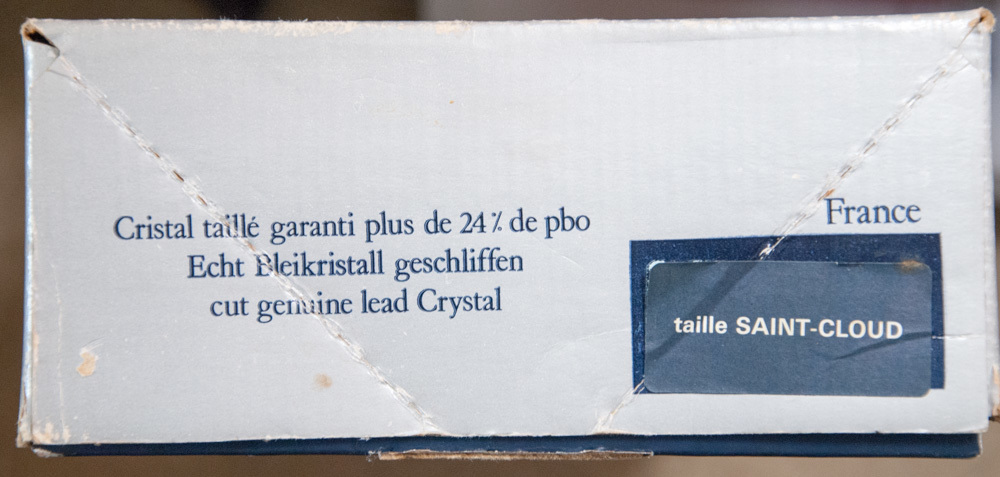 Cristal taillé garanti plus de 24% de pbo
Echt Bleikristall geschliffen
cut genuine lead Crystal
France
taille SAINT-CLOUD